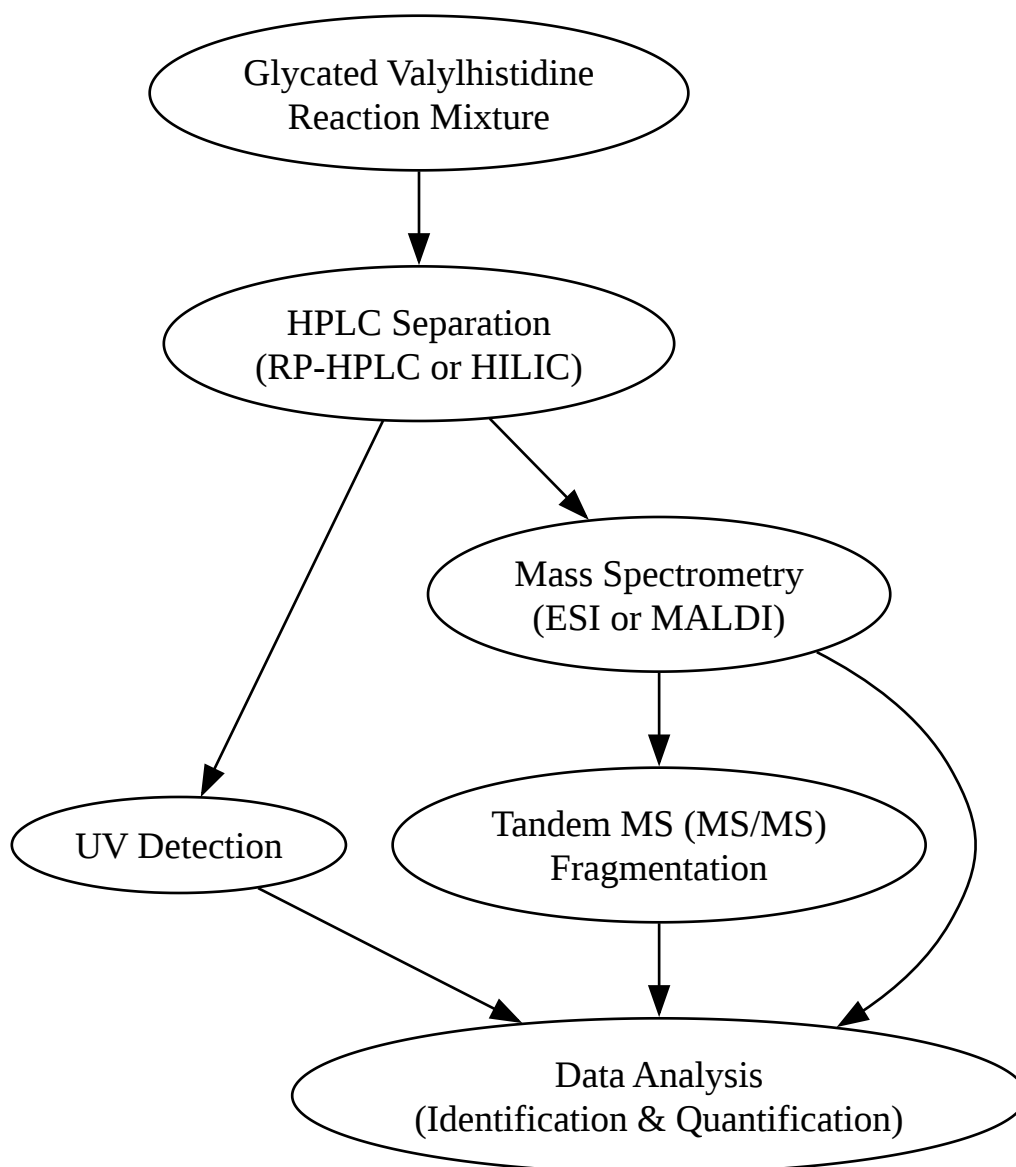 Glycated Valylhistidine
Reaction Mixture
HPLC Separation
(RP-HPLC or HILIC)
Mass Spectrometry
(ESI or MALDI)
UV Detection
Tandem MS (MS/MS)
Fragmentation
Data Analysis
(Identification & Quantification)